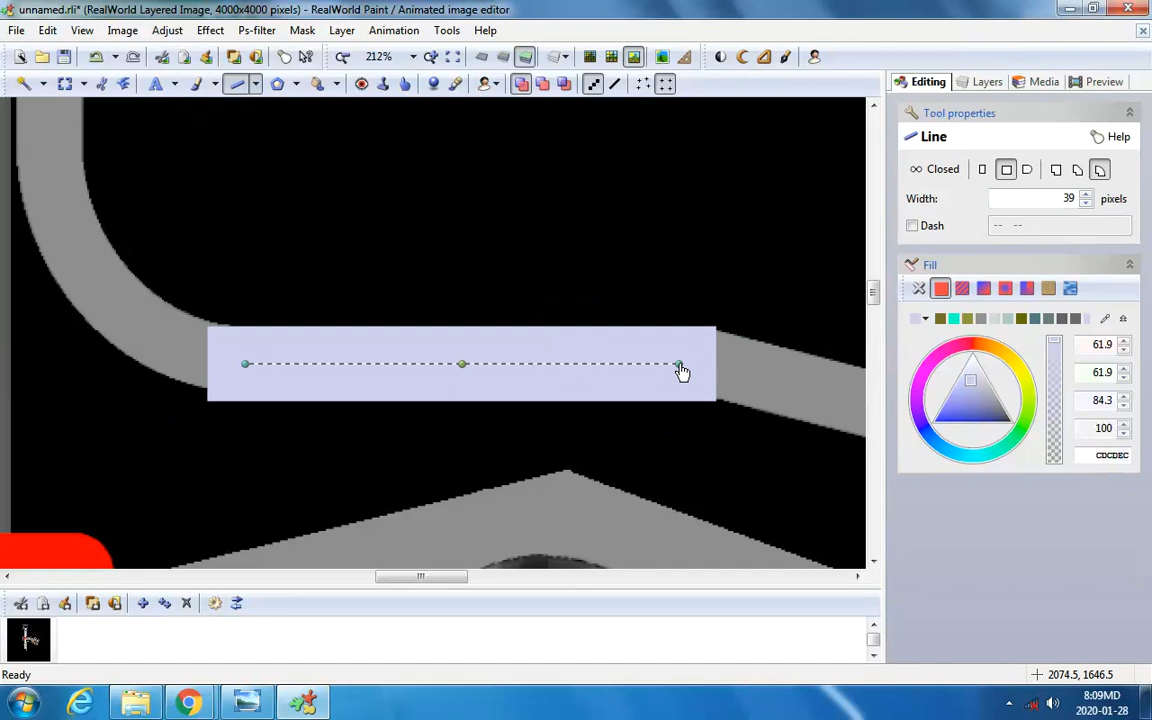 unnamed.rli* (RealWorld Layered Image, 4000x4000 pixels) - RealWorld Paint / Animated image editor
File Edit View Image Adjust Effect Ps-filter Mask Layer Animation Tools Help
212%
Editing Layers Media Preview
Tool properties
Line Help
Closed
Width: 39 pixels
Dash
Fill
61.9
61.9
84.3
100
CDCDEC
Ready 2074.5, 1646.5
8:09MD
2020-01-28